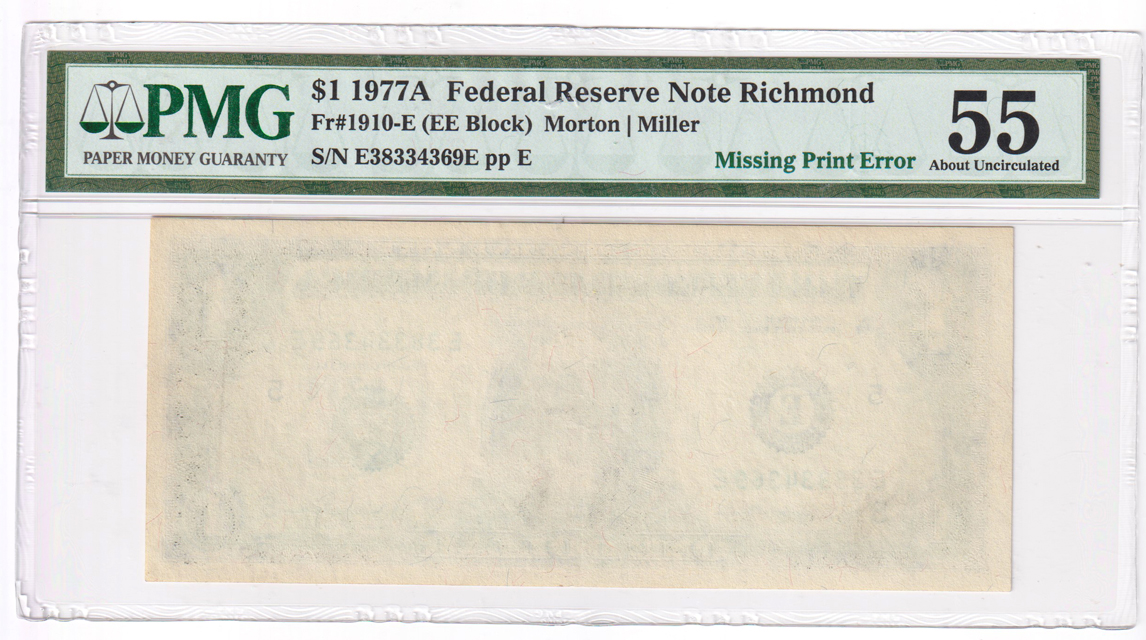 PMG
PAPER MONEY GUARANTY
$1 1977A Federal Reserve Note Richmond
Fr#1910-E (EE Block) Morton | Miller
S/N E38334369E pp E
Missing Print Error
55
About Uncirculated